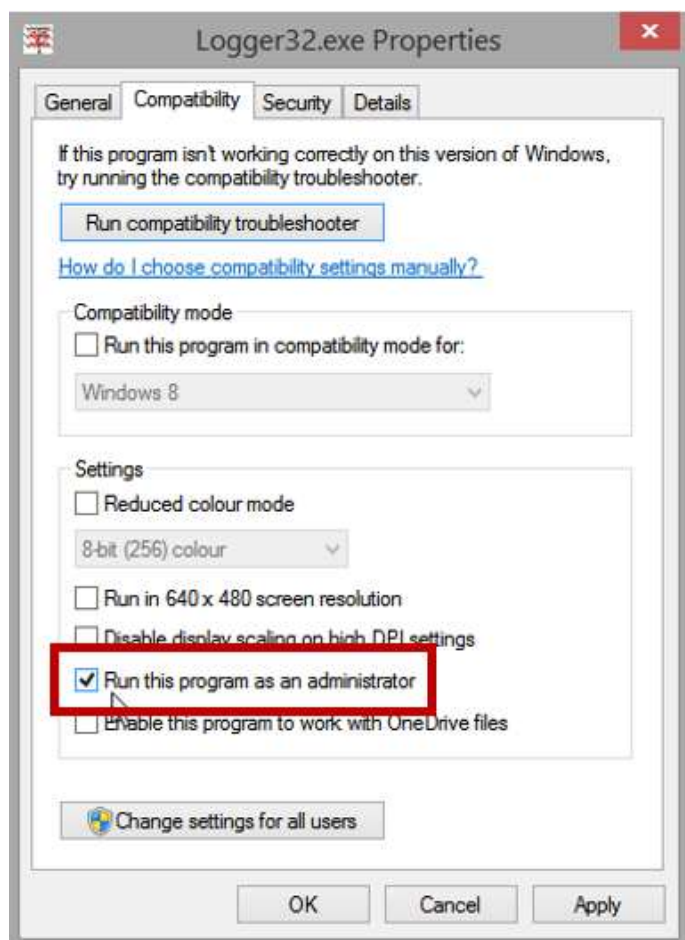 Logger32.exe Properties
General Compatibility Security Details
If this program isn't working correctly on this version of Windows,
try running the compatibility troubleshooter.
Run compatibility troubleshooter
How do I choose compatibility settings manually?
Compatibility mode
Run this program in compatibility mode for:
Windows 8
Settings
Reduced colour mode
8-bit (256) colour
Run in 640 x 480 screen resolution
Disable display scaling on high DPI settings
Run this program as an administrator
Enable this program to work with OneDrive files
Change settings for all users
OK Cancel Apply